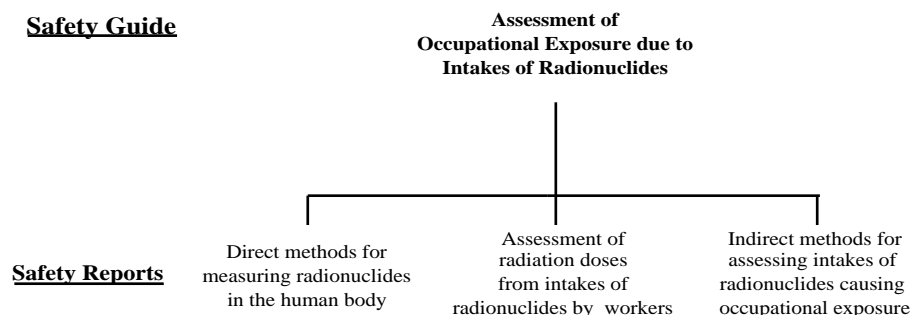 Safety Guide
Assessment of
Occupational Exposure due to
Intakes of Radionuclides
Safety Reports
Direct methods for
measuring radionuclides
in the human body
Assessment of
radiation doses
from intakes of
radionuclides by workers
Indirect methods for
assessing intakes of
radionuclides causing
occupational exposure